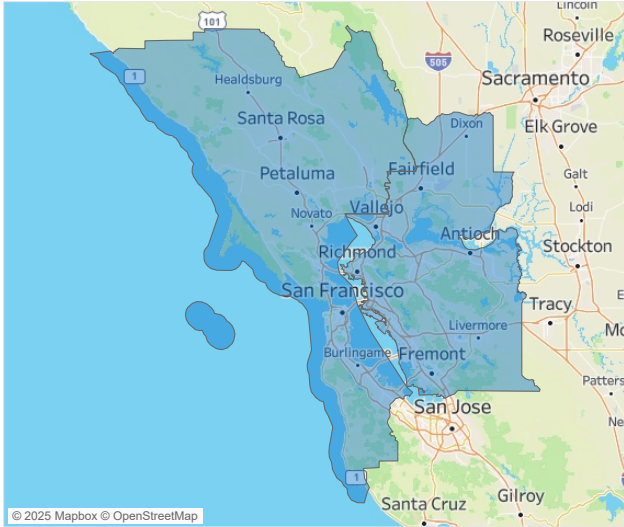 Lincoln
101
Roseville
505
1
Sacramento
Healdsburg
Dixon
Santa Rosa
Elk Grove
Petaluma
Fairfield
Galt
Novato
Vallejo
Lodi
Antioch
Stockton
Richmond
San Francisco
Tracy
Livermore
Burlingame
Fremont
Patters
San Jose
1
Santa Cruz
Gilroy
© 2025 Mapbox © OpenStreetMap